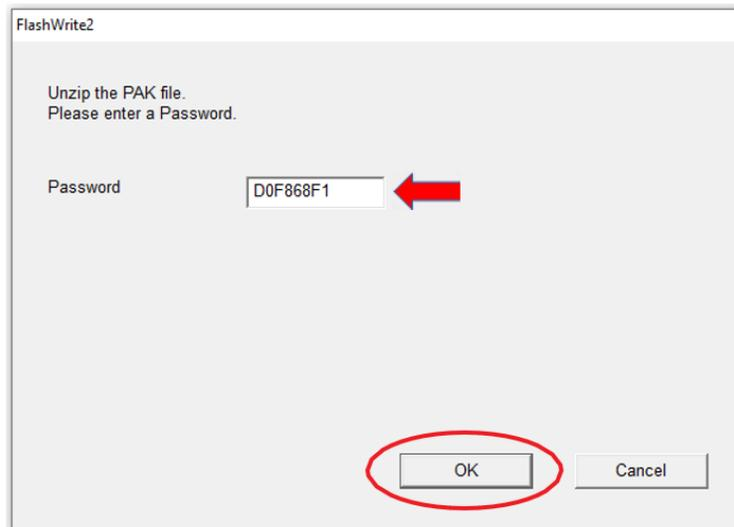 FlashWrite2
Unzip the PAK file.
Please enter a Password.
Password D0F868F1
OK Cancel